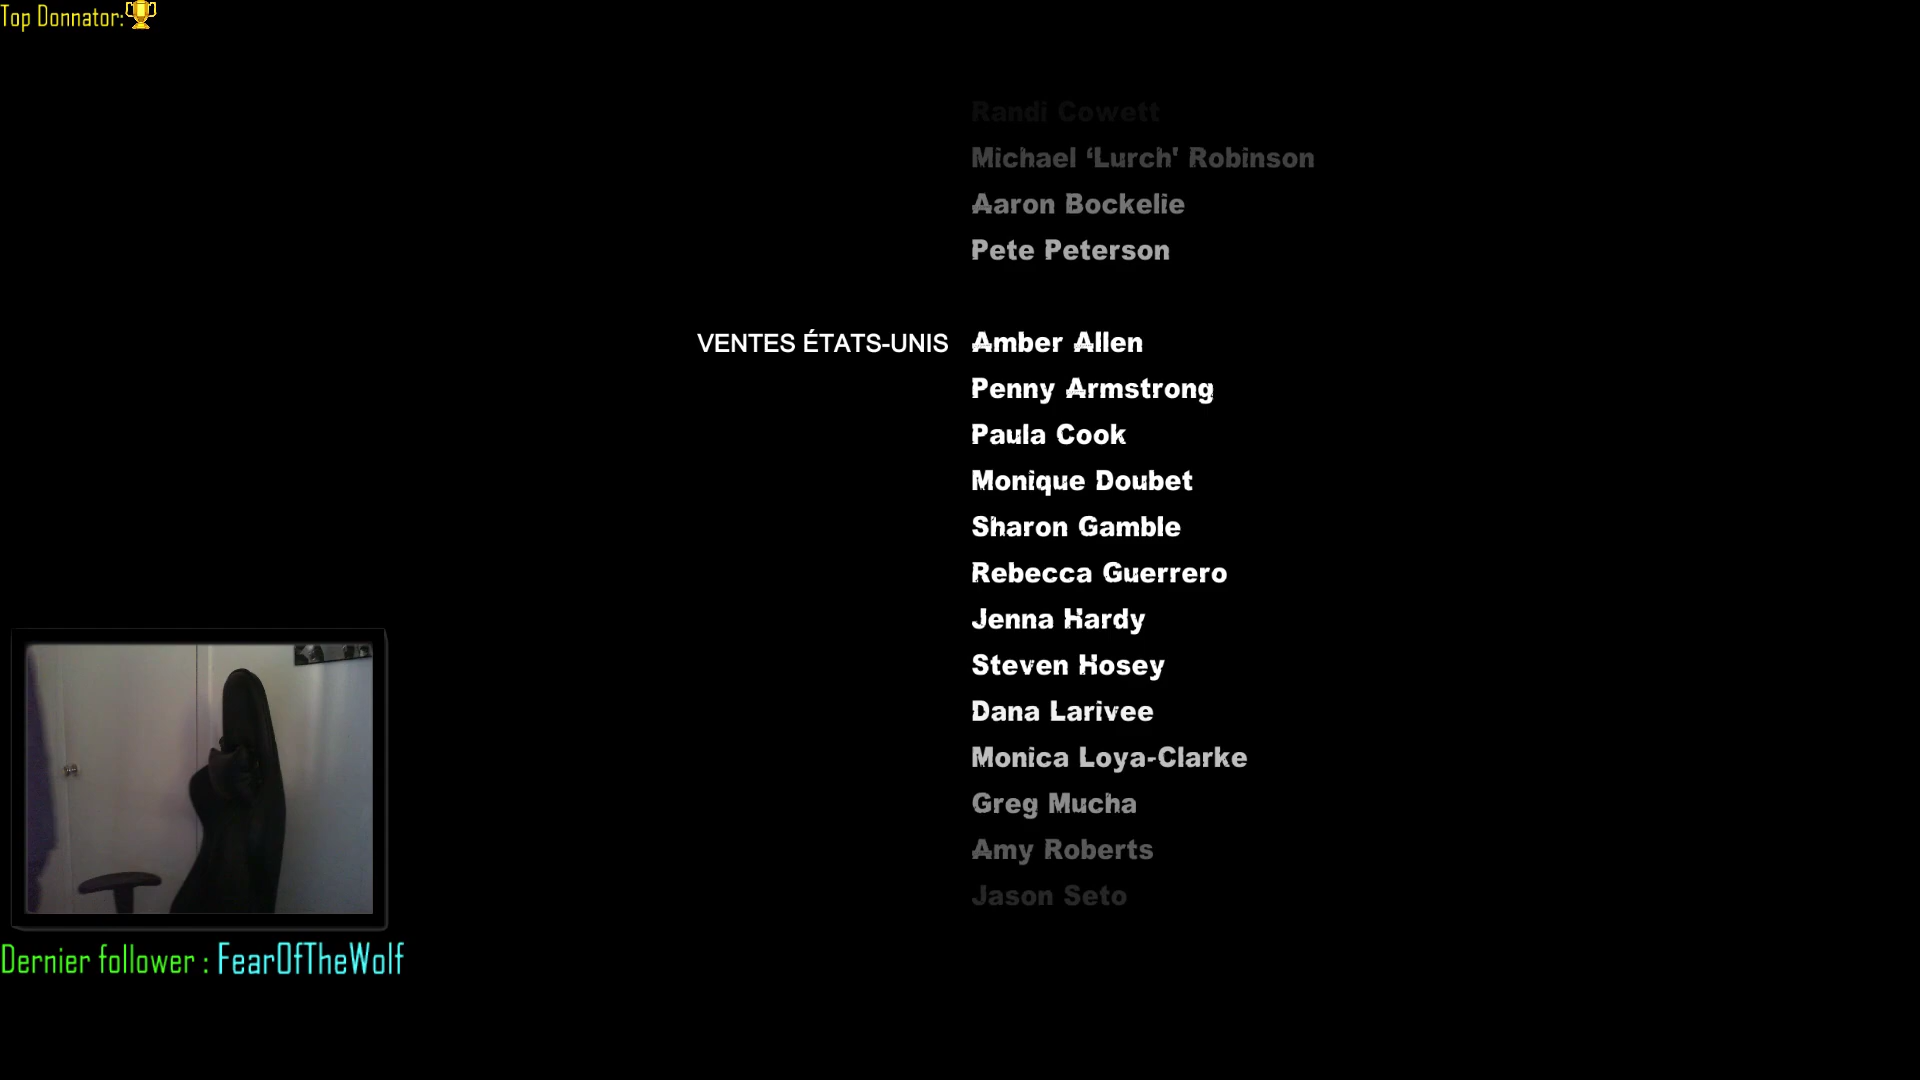 Top Donnator:
Randi Cowett
Michael ‘Lurch' Robinson
Aaron Bockelie
Pete Peterson
VENTES ÉTATS-UNIS Amber Allen
Penny Armstrong
Paula Cook
Monique Doubet
Sharon Gamble
Rebecca Guerrero
Jenna Hardy
Steven Hosey
Dana Larivee
Monica Loya-Clarke
Greg Mucha
Amy Roberts
Jason Seto
Dernier follower : FearOfTheWolf